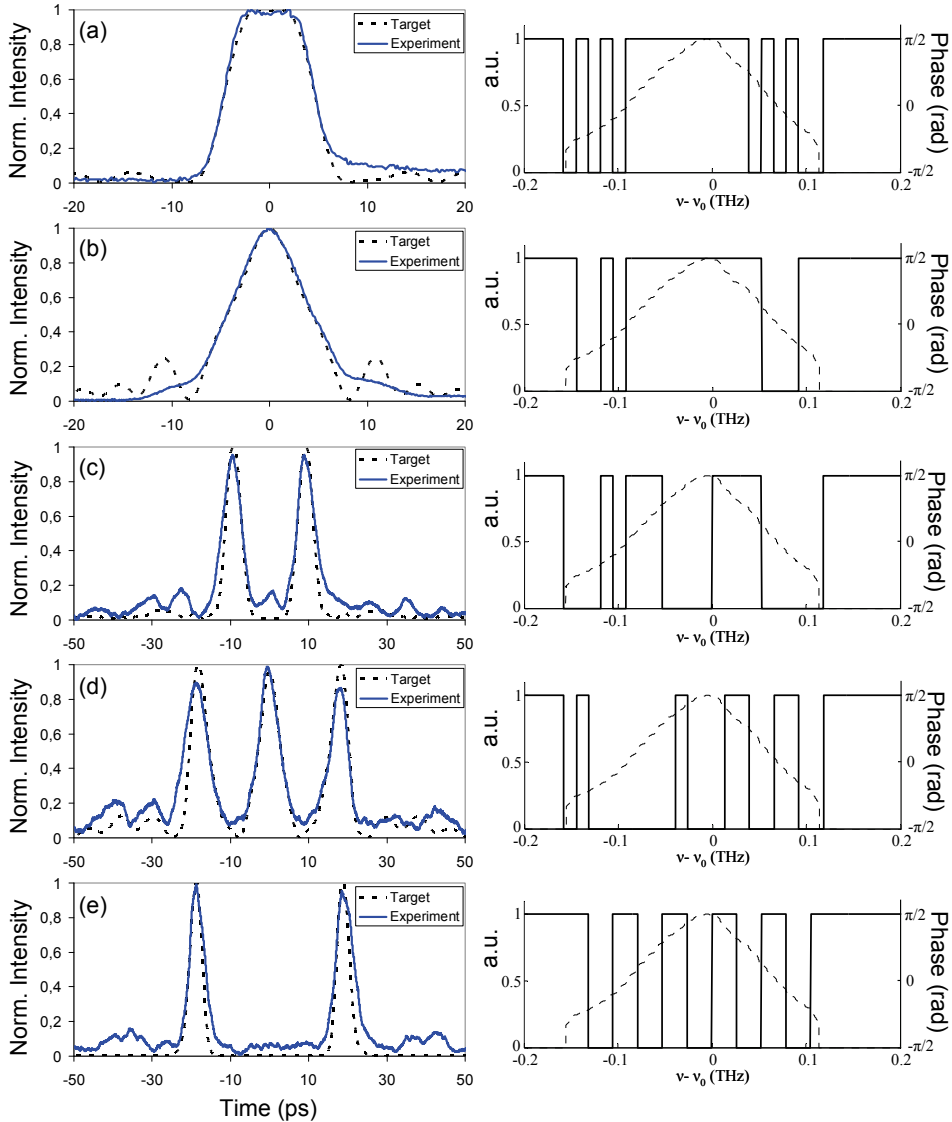 (a)
Target
Experiment
Norm. Intensity
1
0,8
0,6
0,4
0,2
0
-20 -10 0 10 20
a.u.
1
0.5
0
-0.2 -0.1 0 0.1 0.2
ν- ν0 (THz)
π/2
0
-π/2
Phase (rad)
(b)
Target
Experiment
Norm. Intensity
1
0,8
0,6
0,4
0,2
0
-20 -10 0 10 20
a.u.
1
0.5
0
-0.2 -0.1 0 0.1 0.2
ν- ν0 (THz)
π/2
0
-π/2
Phase (rad)
(c)
Target
Experiment
Norm. Intensity
1
0,8
0,6
0,4
0,2
0
-50 -30 -10 10 30 50
a.u.
1
0.5
0
-0.2 -0.1 0 0.1 0.2
ν- ν0 (THz)
π/2
0
-π/2
Phase (rad)
(d)
Target
Experiment
Norm. Intensity
1
0,8
0,6
0,4
0,2
0
-50 -30 -10 10 30 50
a.u.
1
0.5
0
-0.2 -0.1 0 0.1 0.2
ν- ν0 (THz)
π/2
0
-π/2
Phase (rad)
(e)
Target
Experiment
Norm. Intensity
1
0,8
0,6
0,4
0,2
0
-50 -30 -10 10 30 50
Time (ps)
a.u.
1
0.5
0
-0.2 -0.1 0 0.1 0.2
ν- ν0 (THz)
π/2
0
-π/2
Phase (rad)